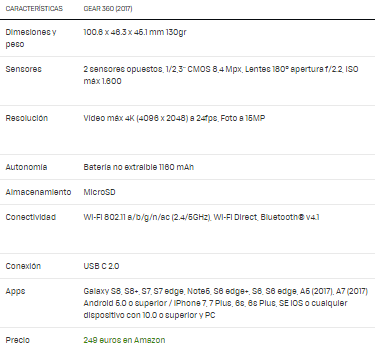 CARACTERÍSTICAS GEAR 360 (2017)
Dimesiones y peso 100.6 x 46.3 x 45.1 mm 130gr
Sensores 2 sensores opuestos, 1/2,3" CMOS 8,4 Mpx, Lentes 180º apertura f/2.2, ISO
máx 1.600
Resolución Vídeo máx 4K (4096 x 2048) a 24fps, Foto a 15MP
Autonomía Batería no extraíble 1160 mAh
Almacenamiento MicroSD
Conectividad Wi-Fi 802.11 a/b/g/n/ac (2.4/5GHz), Wi-Fi Direct, Bluetooth® v4.1
Conexión USB C 2.0
Apps Galaxy S8, S8+, S7, S7 edge, Note5, S6 edge+, S6, S6 edge, A5 (2017), A7 (2017)
Android 5.0 o superior / iPhone 7, 7 Plus, 6s, 6s Plus, SE iOS o cualquier
dispositivo con 10.0 o superior y PC
Precio 249 euros en Amazon